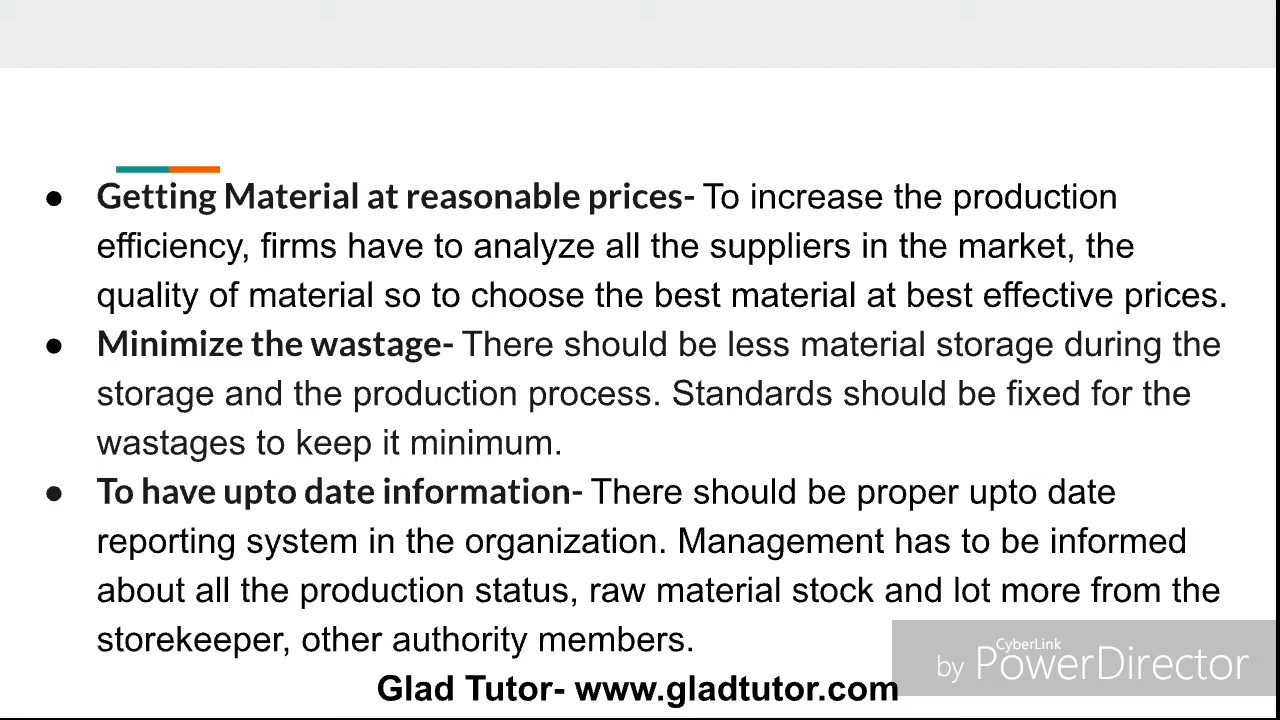 ● Getting Material at reasonable prices- To increase the production
efficiency, firms have to analyze all the suppliers in the market, the
quality of material so to choose the best material at best effective prices.
● Minimize the wastage- There should be less material storage during the
storage and the production process. Standards should be fixed for the
wastages to keep it minimum.
● To have upto date information- There should be proper upto date
reporting system in the organization. Management has to be informed
about all the production status, raw material stock and lot more from the
storekeeper, other authority members.
CyberLink
by PowerDirector
Glad Tutor- www.gladtutor.com